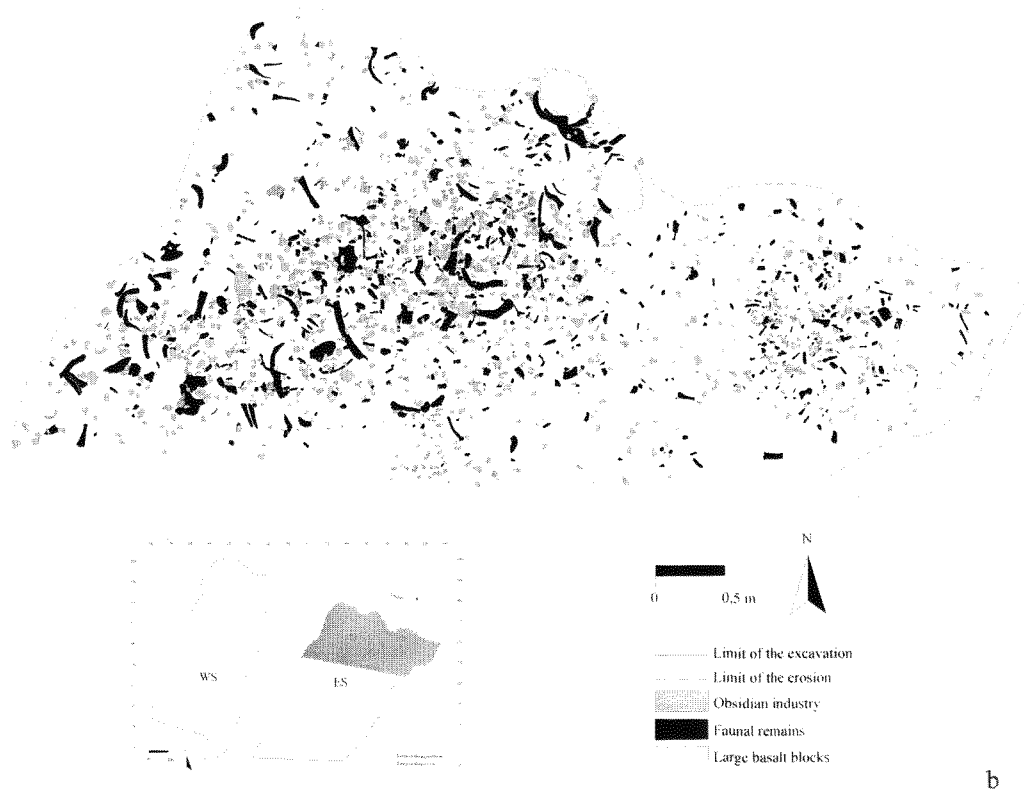 N
0 0,5 m
WS
ES
Limit of the excavation
Limit of the erosion
Obsidian industry
Faunal remains
Large basalt blocks
b